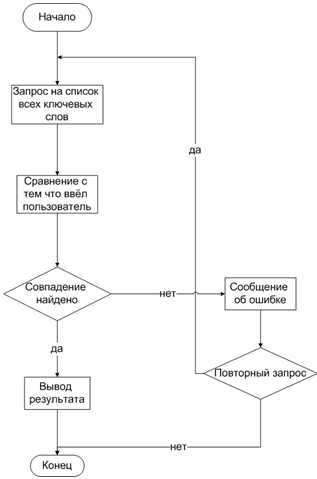 Начало
Запрос на список
всех ключевых
слов
да
Сравнение с
тем что ввёл
пользователь
Совпадение
найдено
нет
Сообщение
об ошибке
да
Повторный запрос
Вывод
результата
нет
Конец